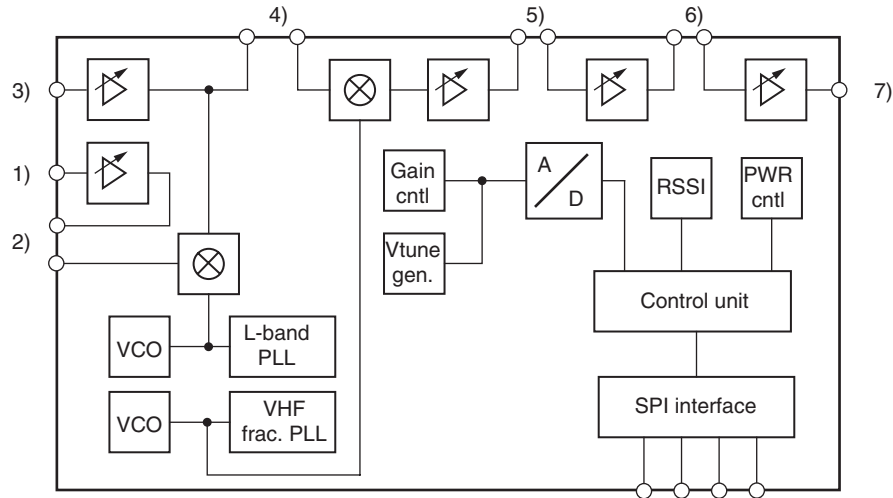 4)
5)
6)
3)
7)
1)
2)
Gain
cntl
A
D
RSSI
PWR
cntl
Vtune
gen.
Control unit
VCO
L-band
PLL
VCO
VHF
frac. PLL
SPI interface